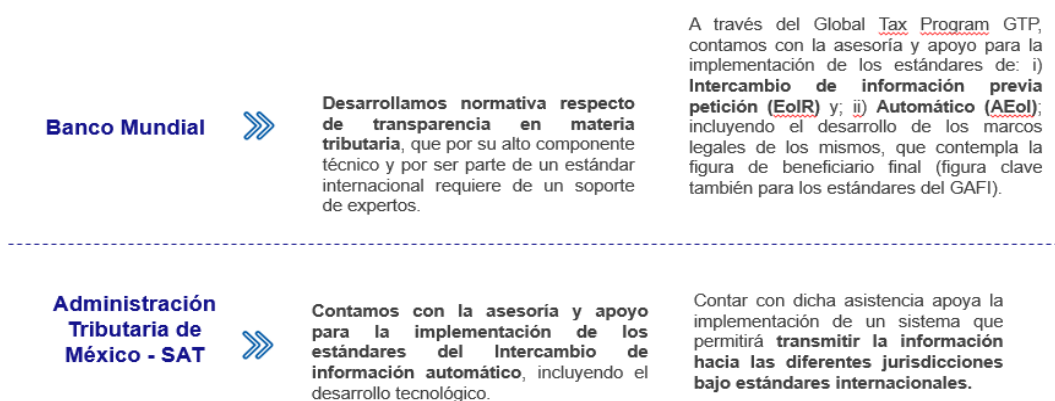 Banco Mundial
Desarrollamos normativa respecto
de transparencia en materia
tributaria, que por su alto componente
técnico y por ser parte de un estándar
internacional requiere de un soporte
de expertos.
A través del Global Tax Program GTP,
contamos con la asesoría y apoyo para la
implementación de los estándares de: i)
Intercambio de información previa
petición (EoIR) y; ii) Automático (AEoI);
incluyendo el desarrollo de los marcos
legales de los mismos, que contempla la
figura de beneficiario final (figura clave
también para los estándares del GAFI).
Administración
Tributaria de
México - SAT
Contamos con la asesoría y apoyo
para la implementación de los
estándares del Intercambio de
información automático, incluyendo el
desarrollo tecnológico.
Contar con dicha asistencia apoya la
implementación de un sistema que
permitirá transmitir la información
hacia las diferentes jurisdicciones
bajo estándares internacionales.